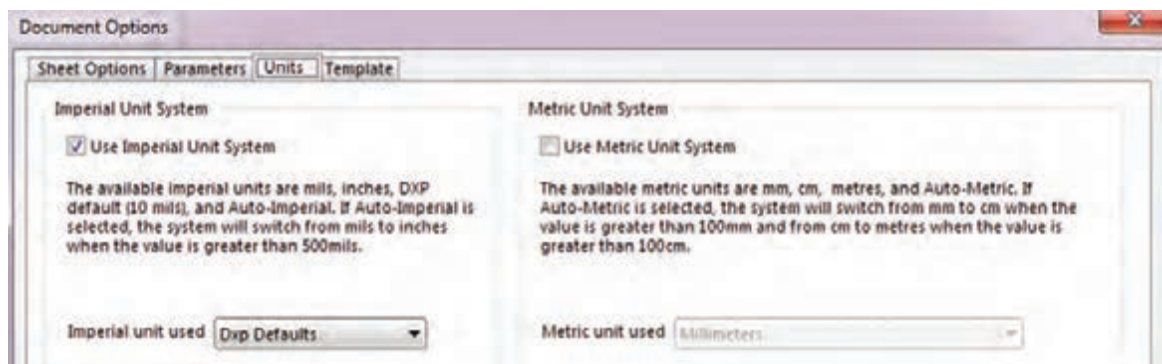 Document Options
Sheet Options Parameters Units Template
Imperial Unit System
Use Imperial Unit System
The available imperial units are mils, inches, DXP
default (10 mils), and Auto-Imperial. If Auto-Imperial is
selected, the system will switch from mils to inches
when the value is greater than 500mils.
Imperial unit used Dxp Defaults
Metric Unit System
Use Metric Unit System
The available metric units are mm, cm, metres, and Auto-Metric. If
Auto-Metric is selected, the system will switch from mm to cm when the
value is greater than 100mm and from cm to metres when the value is
greater than 100cm.
Metric unit used Millimeters